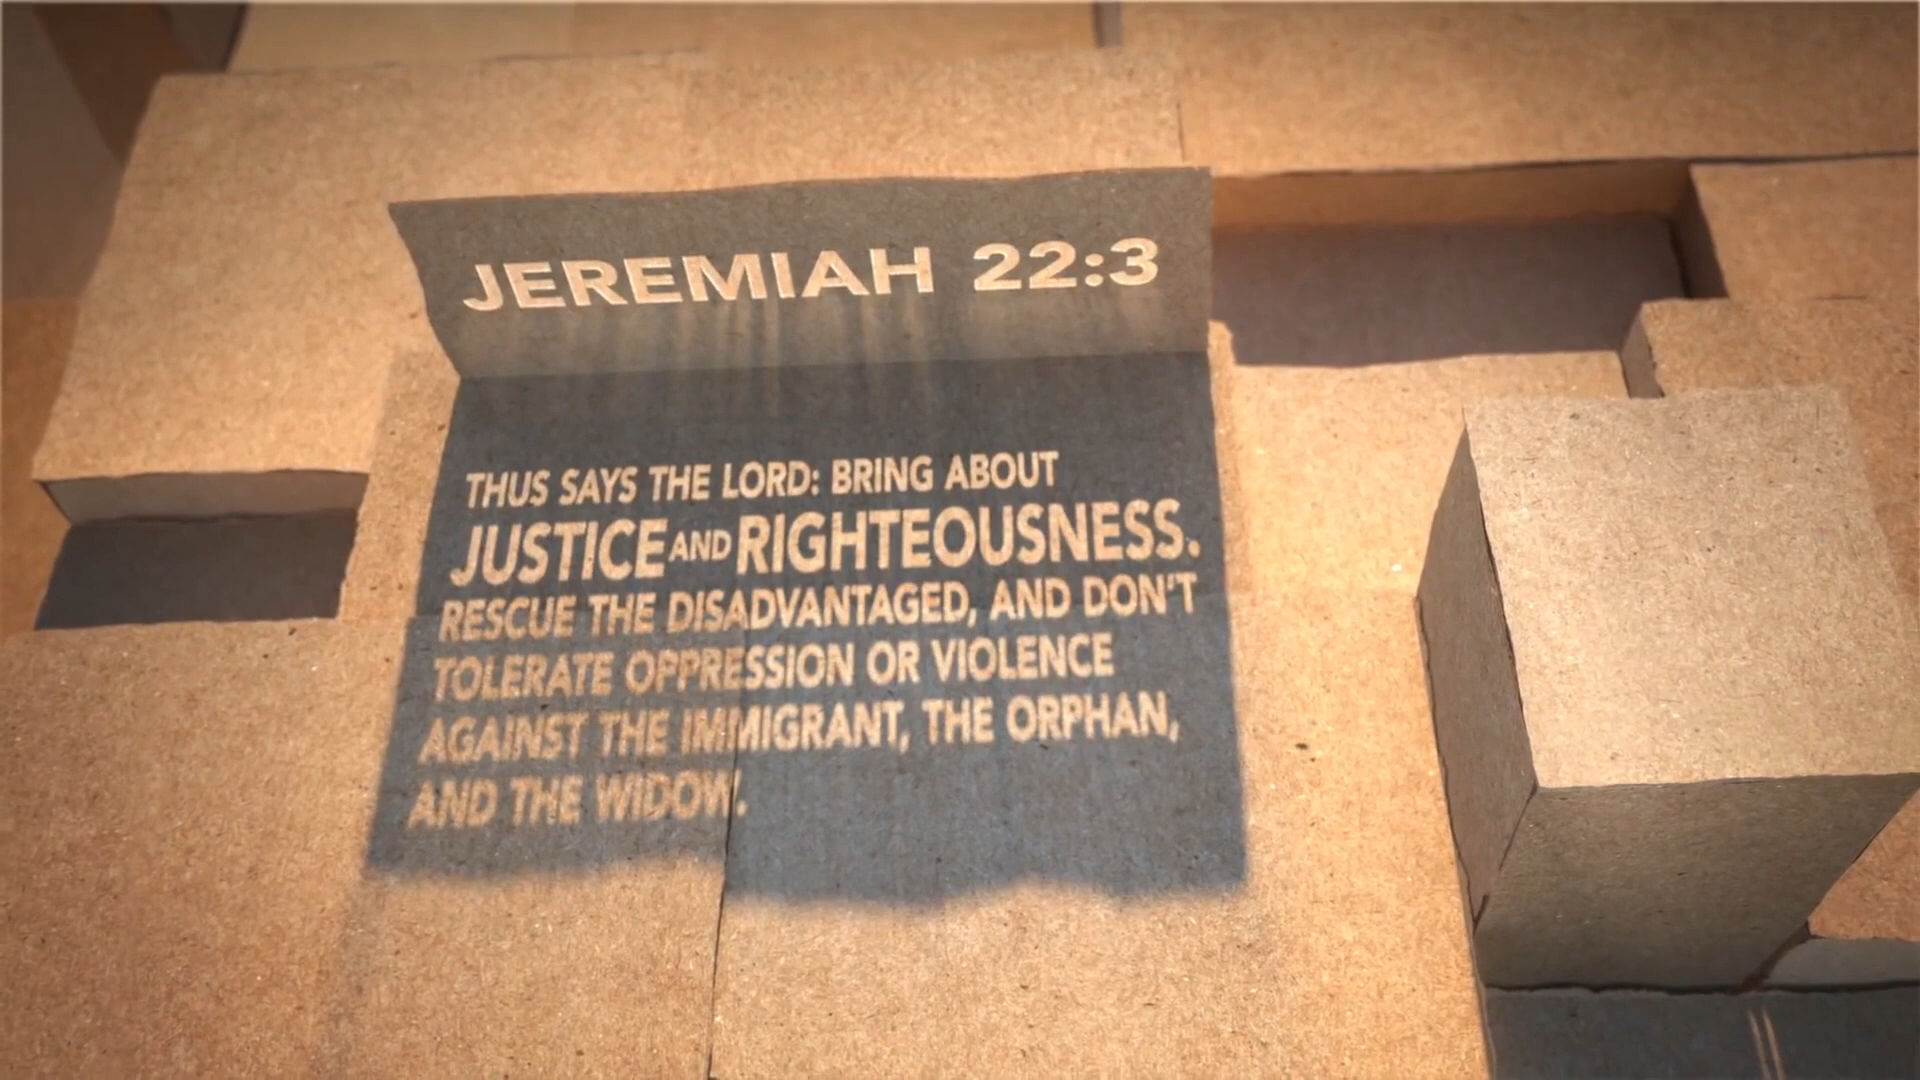 JEREMIAH 22:3
THUS SAYS THE LORD: BRING ABOUT
JUSTICE AND RIGHTEOUSNESS.
RESCUE THE DISADVANTAGED, AND DON'T
TOLERATE OPPRESSION OR VIOLENCE
AGAINST THE IMMIGRANT, THE ORPHAN,
AND THE WIDOW.